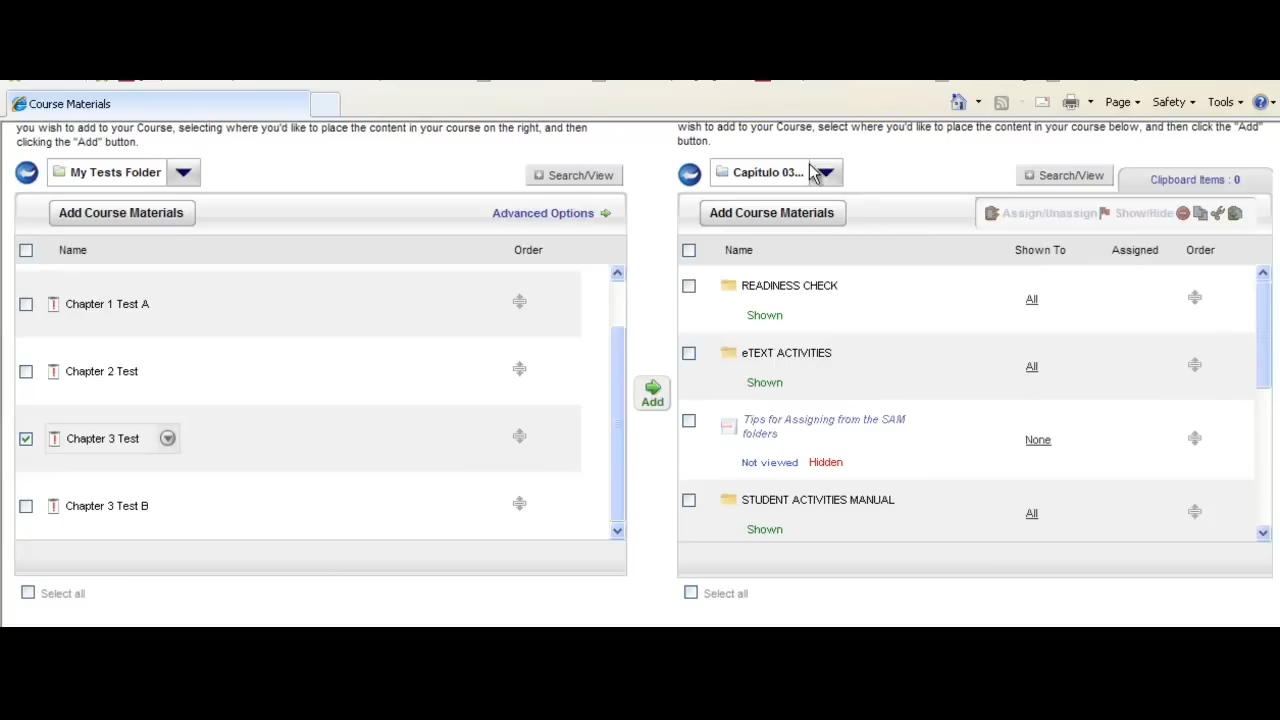 Course Materials
Page
Safety
Tools
you wish to add to your Course, selecting where you'd like to place the content in your course on the right, and then
clicking the "Add" button.
My Tests Folder
Search/View
Add Course Materials
Advanced Options
Name
Order
Chapter 1 Test A
Chapter 2 Test
Chapter 3 Test
Chapter 3 Test B
Select all
Add
wish to add to your Course, select where you'd like to place the content in your course below, and then click the "Add"
button.
Capitulo 03...
Search/View
Clipboard Items : 0
Add Course Materials
Assign/Unassign
Show/Hide
Name
Shown To
Assigned
Order
READINESS CHECK
All
Shown
eTEXT ACTIVITIES
All
Shown
Tips for Assigning from the SAM
folders
None
Not viewed Hidden
STUDENT ACTIVITIES MANUAL
All
Shown
Select all